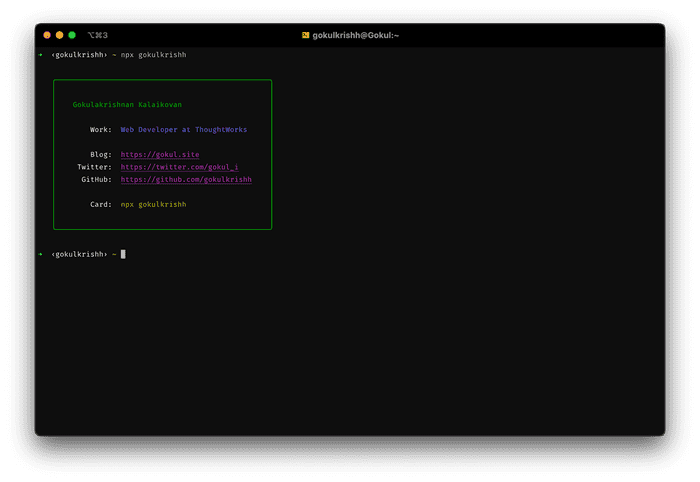 ⌥⌘3
gokulkrishh@Gokul:~
➜ ‹gokulkrishh› ~ npx gokulkrishh
Gokulakrishnan Kalaikovan
Work: Web Developer at ThoughtWorks
Blog: https://gokul.site
Twitter: https://twitter.com/gokul_i
GitHub: https://github.com/gokulkrishh
Card: npx gokulkrishh
➜ ‹gokulkrishh› ~